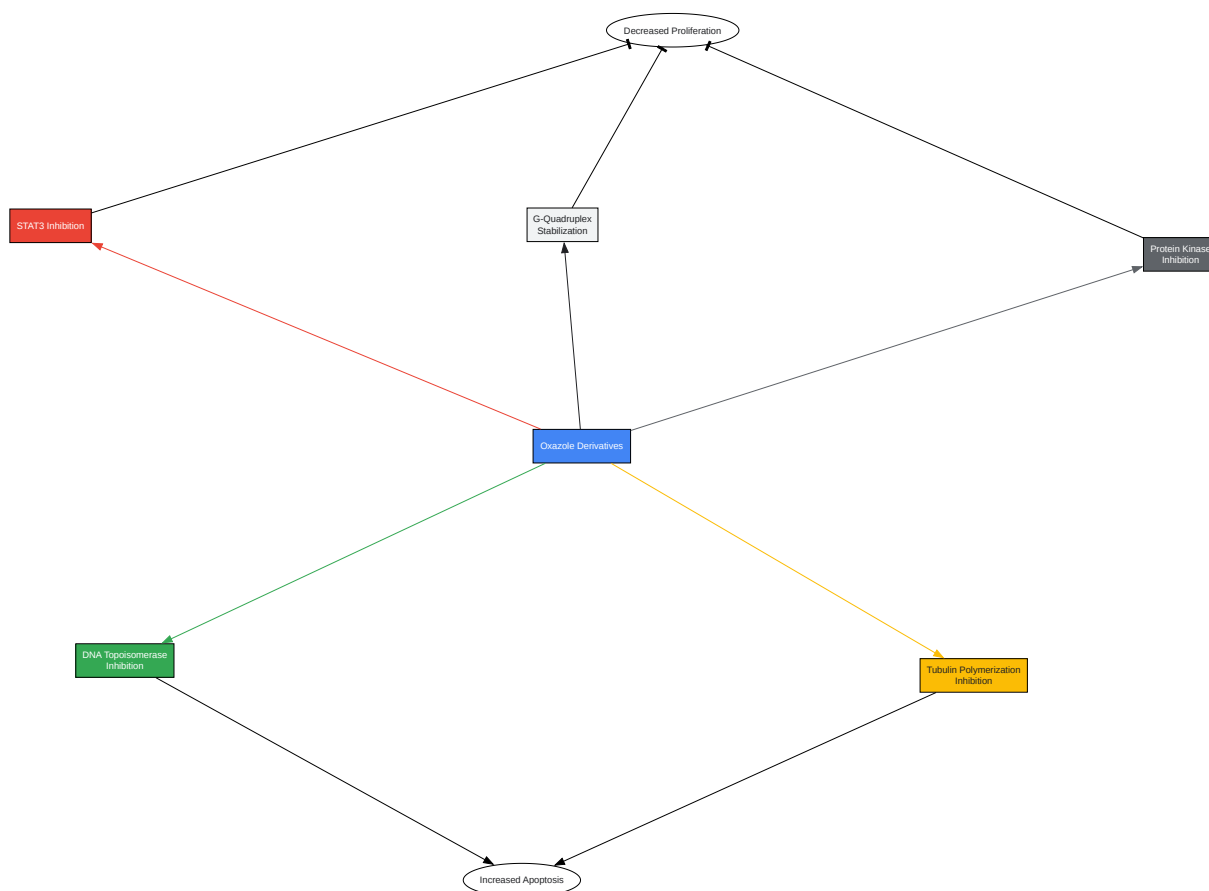 Decreased Proliferation
STAT3 Inhibition
G-Quadruplex
Stabilization
Protein Kinase
Inhibition
Oxazole Derivatives
DNA Topoisomerase
Inhibition
Tubulin Polymerization
Inhibition
Increased Apoptosis